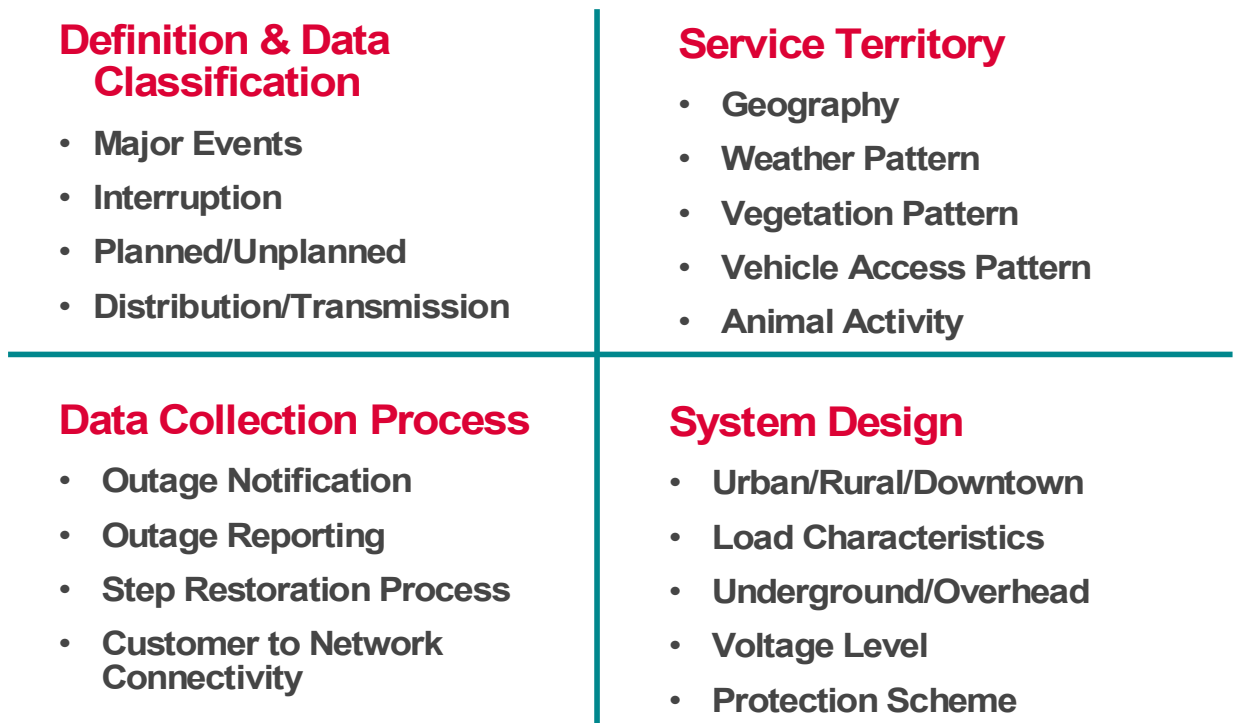 Definition & Data
Classification
• Major Events
• Interruption
• Planned/Unplanned
• Distribution/Transmission
Service Territory
• Geography
• Weather Pattern
• Vegetation Pattern
• Vehicle Access Pattern
• Animal Activity
Data Collection Process
• Outage Notification
• Outage Reporting
• Step Restoration Process
• Customer to Network
Connectivity
System Design
• Urban/Rural/Downtown
• Load Characteristics
• Underground/Overhead
• Voltage Level
• Protection Scheme